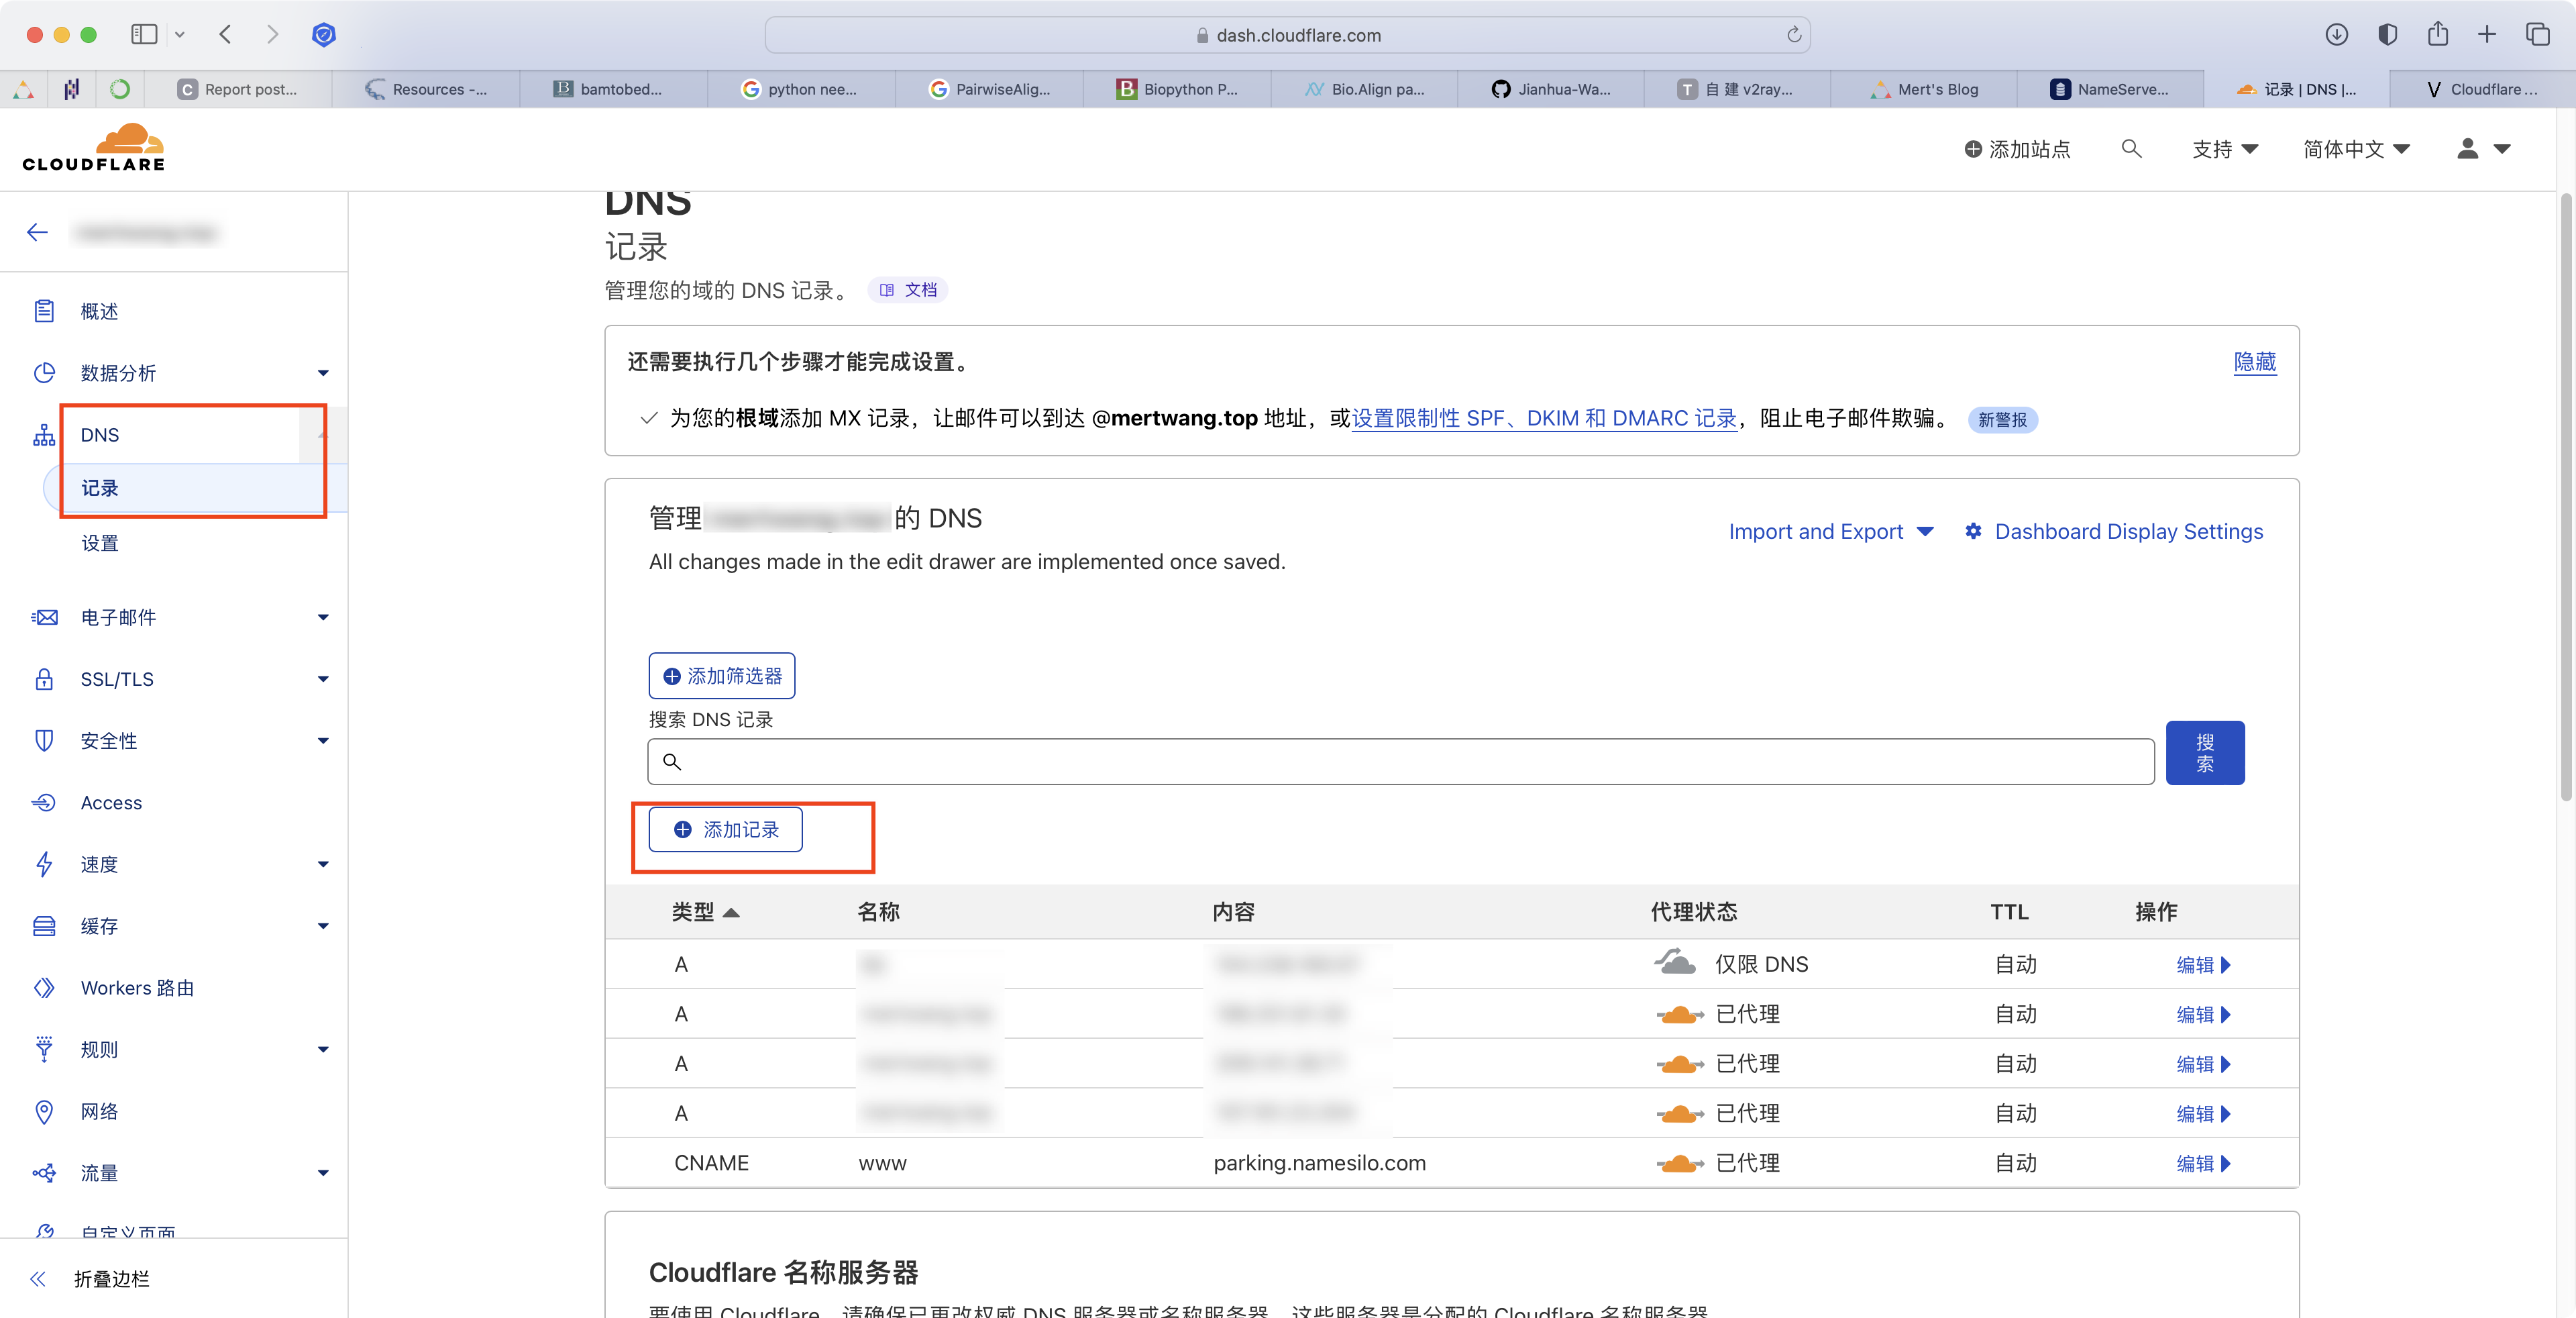 dash.cloudflare.com
Report post...
Resources -...
bamtobed...
python nee...
PairwiseAlig...
Biopython P...
Bio.Align pa...
Jianhua-Wa...
自 建 v2ray...
Mert's Blog
NameServe...
记录 | DNS |...
Cloudflare ...
CLOUDFLARE
添加站点
支持
简体中文
概述
数据分析
DNS
记录
设置
电子邮件
SSL/TLS
安全性
Access
速度
缓存
Workers 路由
规则
网络
流量
自定义页面
折叠边栏
DNS
记录
管理您的域的 DNS 记录。 文档
还需要执行几个步骤才能完成设置。 隐藏
为您的根域添加 MX 记录，让邮件可以到达 @mertwang.top 地址，或设置限制性 SPF、DKIM 和 DMARC 记录，阻止电子邮件欺骗。 新警报
管理 的 DNS
Import and Export Dashboard Display Settings
All changes made in the edit drawer are implemented once saved.
添加筛选器
搜索 DNS 记录
搜索
添加记录
类型 名称 内容 代理状态 TTL 操作
A 仅限 DNS 自动 编辑
A 已代理 自动 编辑
A 已代理 自动 编辑
A 已代理 自动 编辑
CNAME www parking.namesilo.com 已代理 自动 编辑
Cloudflare 名称服务器
要使用 Cloudflare，请确保已更改权威 DNS 服务器或名称服务器。这些服务器是分配的 Cloudflare 名称服务器